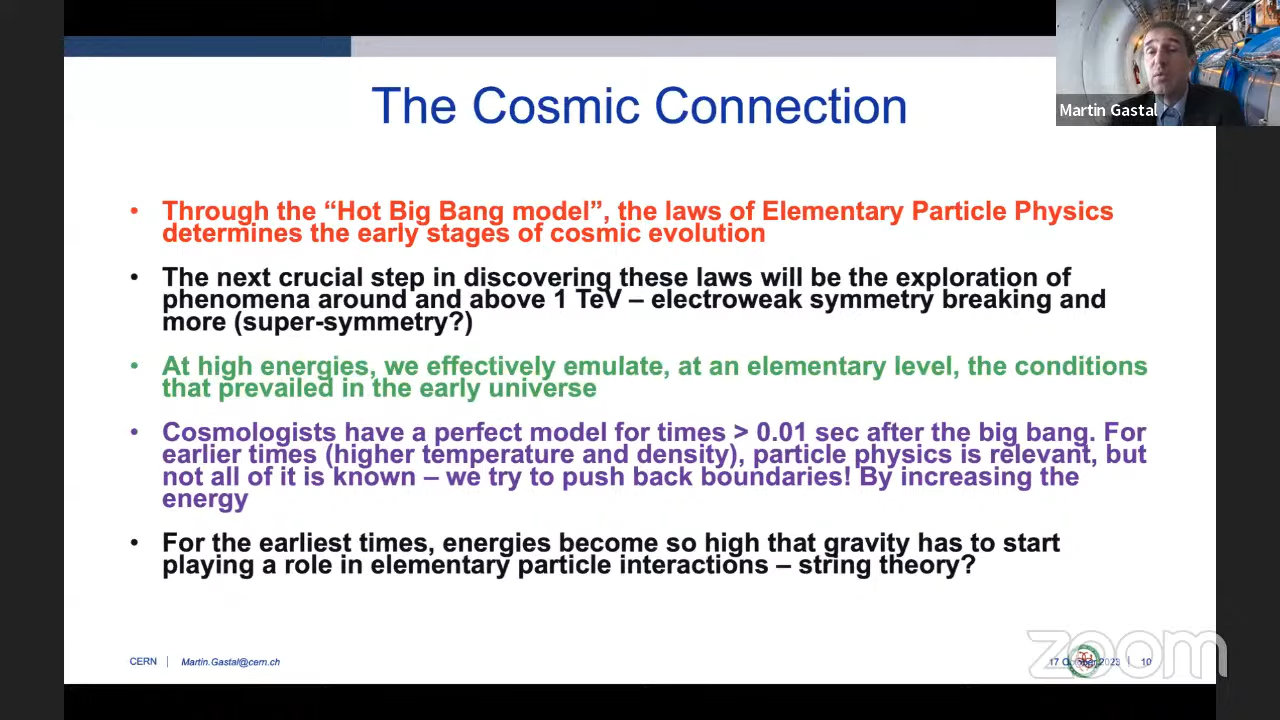 The Cosmic Connection
Martin Gastal
• Through the “Hot Big Bang model”, the laws of Elementary Particle Physics
determines the early stages of cosmic evolution
• The next crucial step in discovering these laws will be the exploration of
phenomena around and above 1 TeV – electroweak symmetry breaking and
more (super-symmetry?)
• At high energies, we effectively emulate, at an elementary level, the conditions
that prevailed in the early universe
• Cosmologists have a perfect model for times > 0.01 sec after the big bang. For
earlier times (higher temperature and density), particle physics is relevant, but
not all of it is known – we try to push back boundaries! By increasing the
energy
• For the earliest times, energies become so high that gravity has to start
playing a role in elementary particle interactions – string theory?
CERN | Martin.Gastal@cern.ch
17 October 2023 | 10
zoom